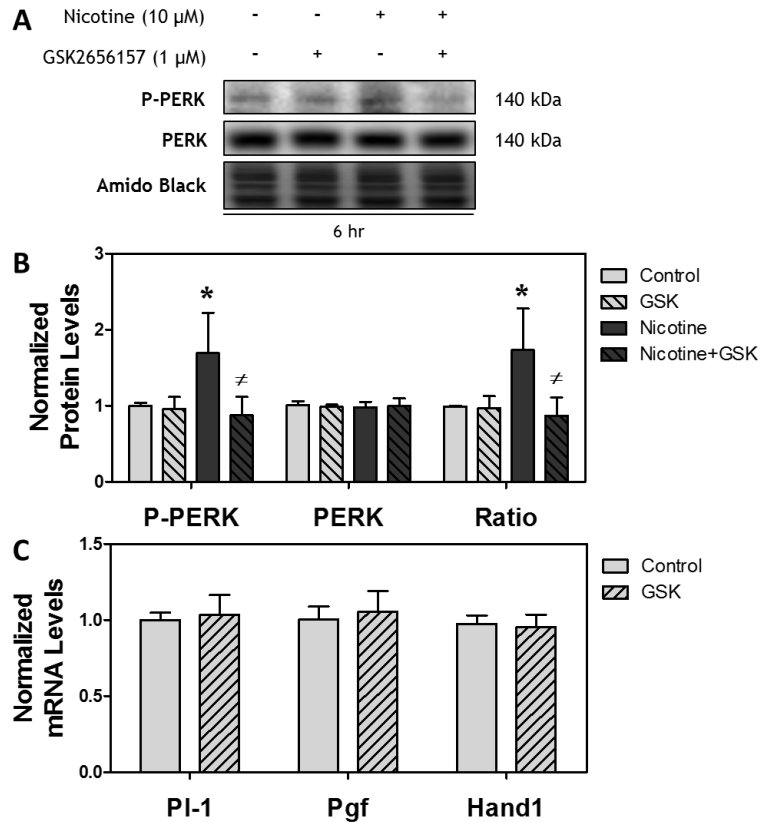 A
Nicotine (10 µM) - - + +
GSK2656157 (1 µM) - + - +
P-PERK 140 kDa
PERK 140 kDa
Amido Black
6 hr
B
Normalized
Protein Levels
3
2
1
0
* ≠ * ≠
P-PERK PERK Ratio
Control
GSK
Nicotine
Nicotine+GSK
C
Normalized
mRNA Levels
1.5
1.0
0.5
0.0
Pl-1 Pgf Hand1
Control
GSK